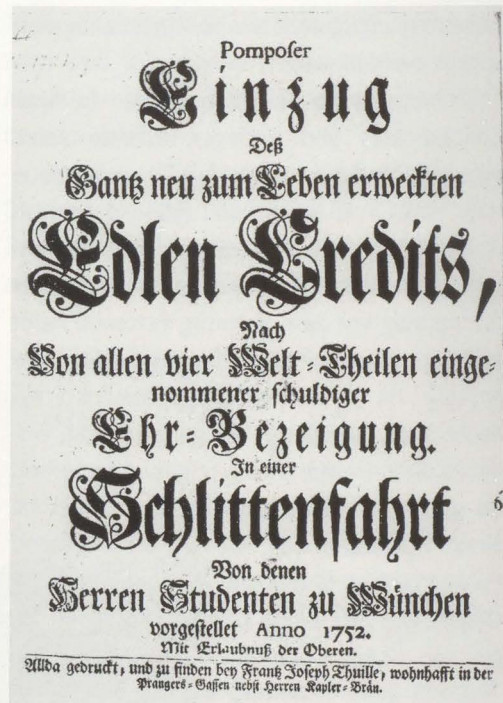 Pomposer
Einzug
Deß
Gantz neu zum Leben erweckten
Edlen Credits,
Nach
Von allen vier Welt-Theilen einge-
nommener schuldiger
Ehr-Bezeigung.
In einer
Schlittenfahrt
6
Von denen
Herren Studenten zu München
vorgestellet Anno 1752.
Mit Erlaubnuß der Oberen.
Allda gedruckt, und zu finden bey Frantz Joseph Thuille, wohnhafft in der
Prangers-Gassen nebst Herren Kapler-Bräu.